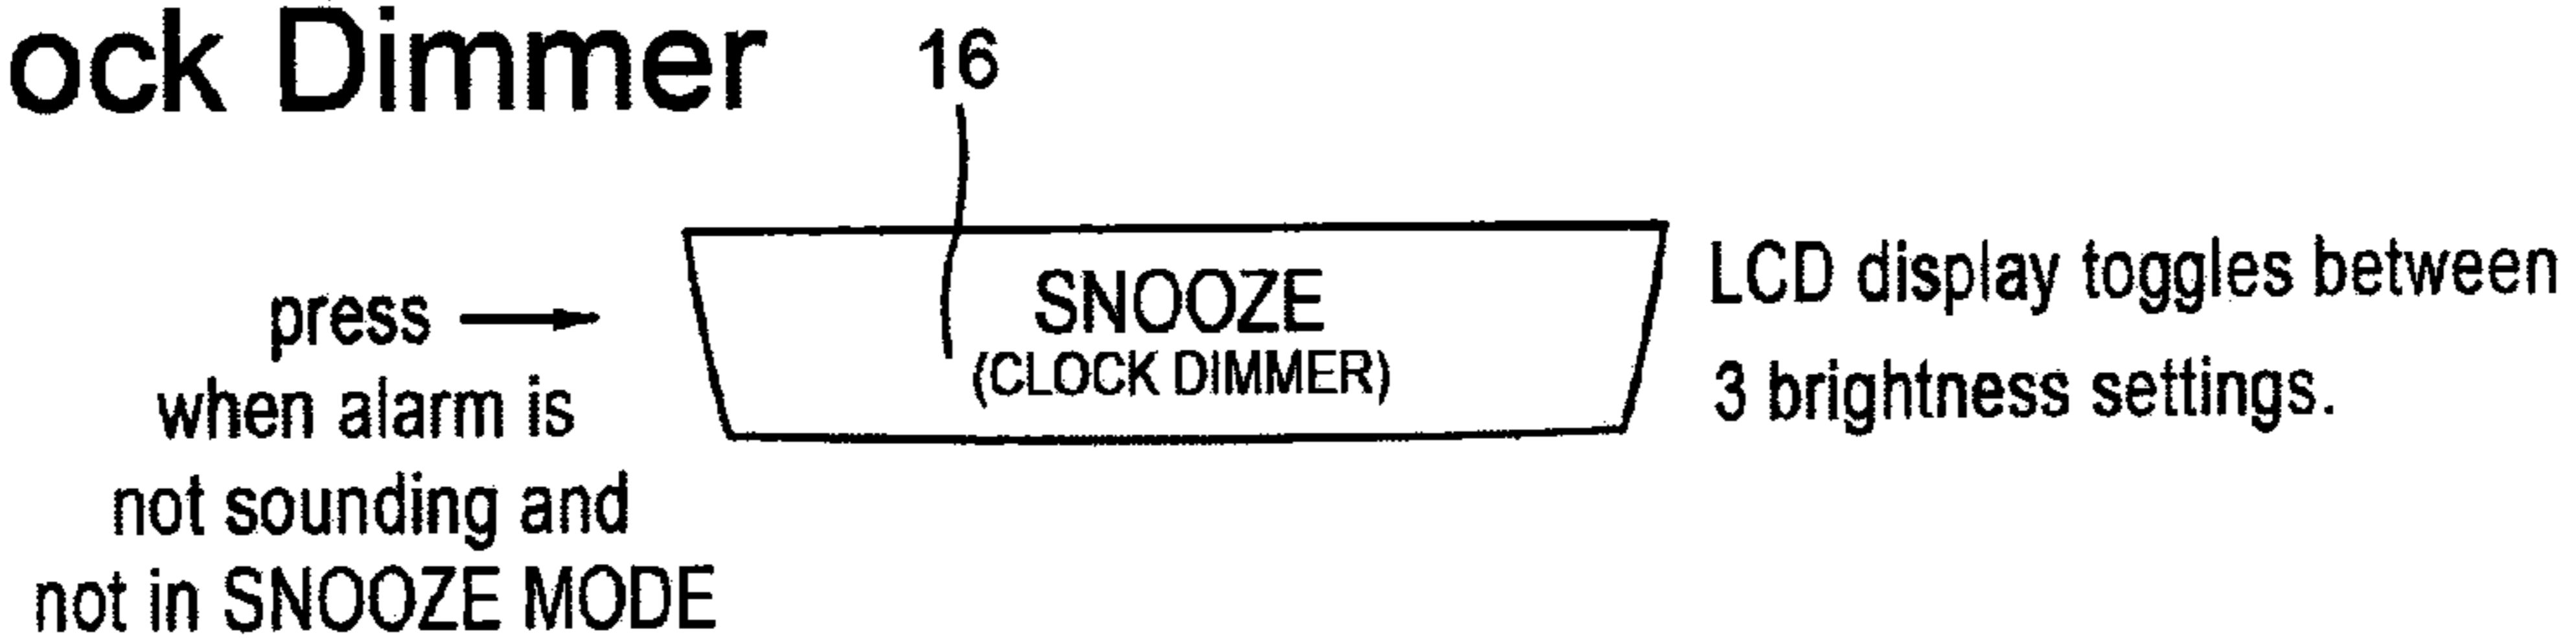 ock Dimmer
16
press
when alarm is
not sounding and
not in SNOOZE MODE
SNOOZE
(CLOCK DIMMER)
LCD display toggles between
3 brightness settings.